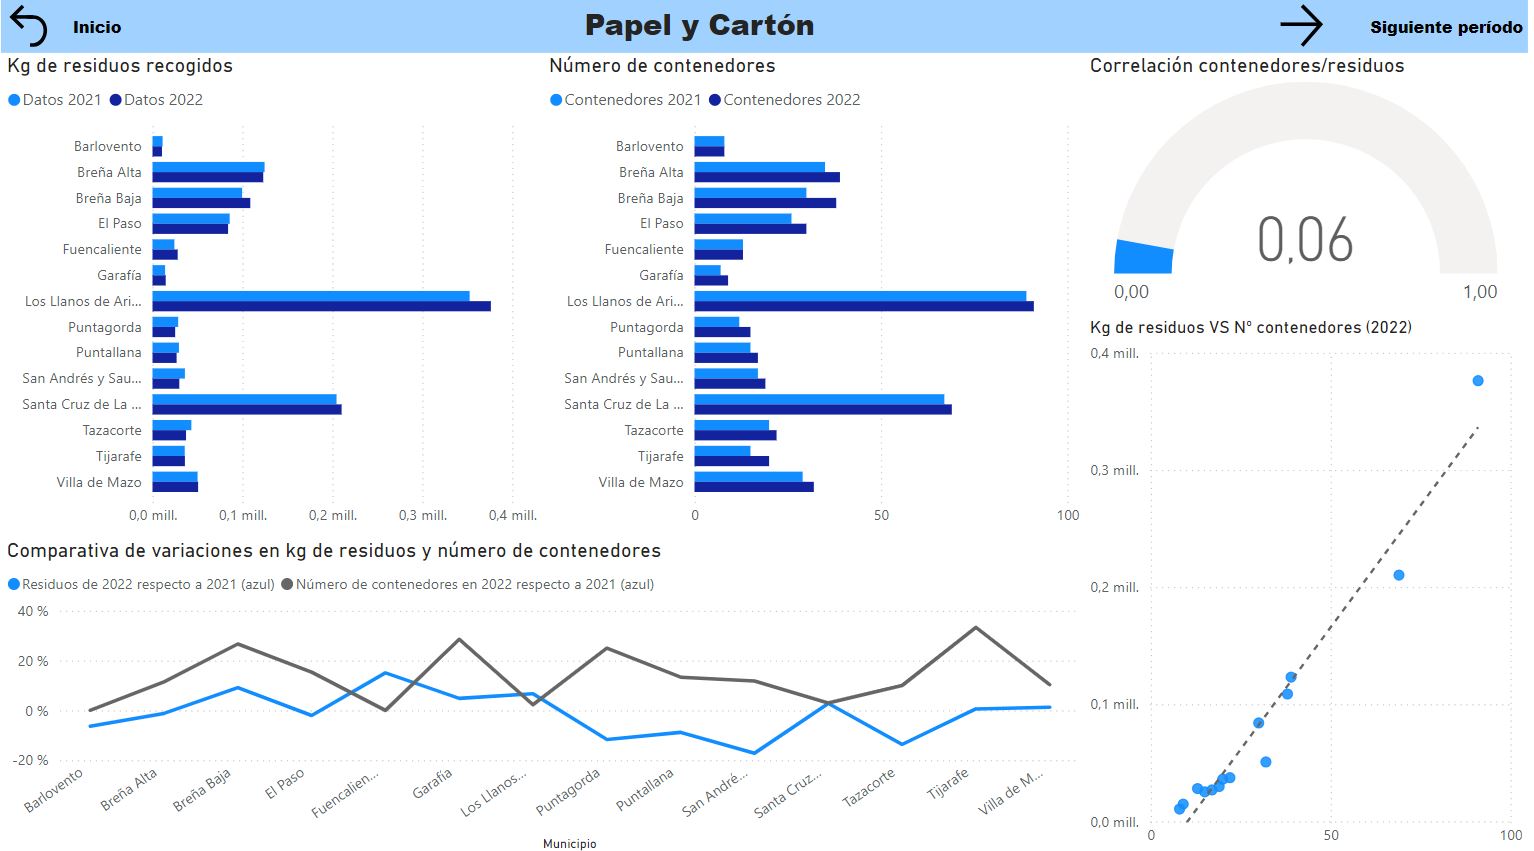 Inicio
Papel y Cartón
Siguiente período
Kg de residuos recogidos
Datos 2021 Datos 2022
Barlovento
Breña Alta
Breña Baja
El Paso
Fuencaliente
Garafía
Los Llanos de Ari...
Puntagorda
Puntallana
San Andrés y Sau...
Santa Cruz de La ...
Tazacorte
Tijarafe
Villa de Mazo
0,0 mill. 0,1 mill. 0,2 mill. 0,3 mill. 0,4 mill.
Número de contenedores
Contenedores 2021 Contenedores 2022
Barlovento
Breña Alta
Breña Baja
El Paso
Fuencaliente
Garafía
Los Llanos de Ari...
Puntagorda
Puntallana
San Andrés y Sau...
Santa Cruz de La ...
Tazacorte
Tijarafe
Villa de Mazo
0 50 100
Correlación contenedores/residuos
0,06
0,00 1,00
Kg de residuos VS Nº contenedores (2022)
0,4 mill.
0,3 mill.
0,2 mill.
0,1 mill.
0,0 mill.
0 50 100
Comparativa de variaciones en kg de residuos y número de contenedores
Residuos de 2022 respecto a 2021 (azul) Número de contenedores en 2022 respecto a 2021 (azul)
40 %
20 %
0 %
-20 %
Barlovento
Breña Alta
Breña Baja
El Paso
Fuencalien...
Garafía
Los Llanos...
Puntagorda
Puntallana
San André...
Santa Cruz...
Tazacorte
Tijarafe
Villa de M...
Municipio